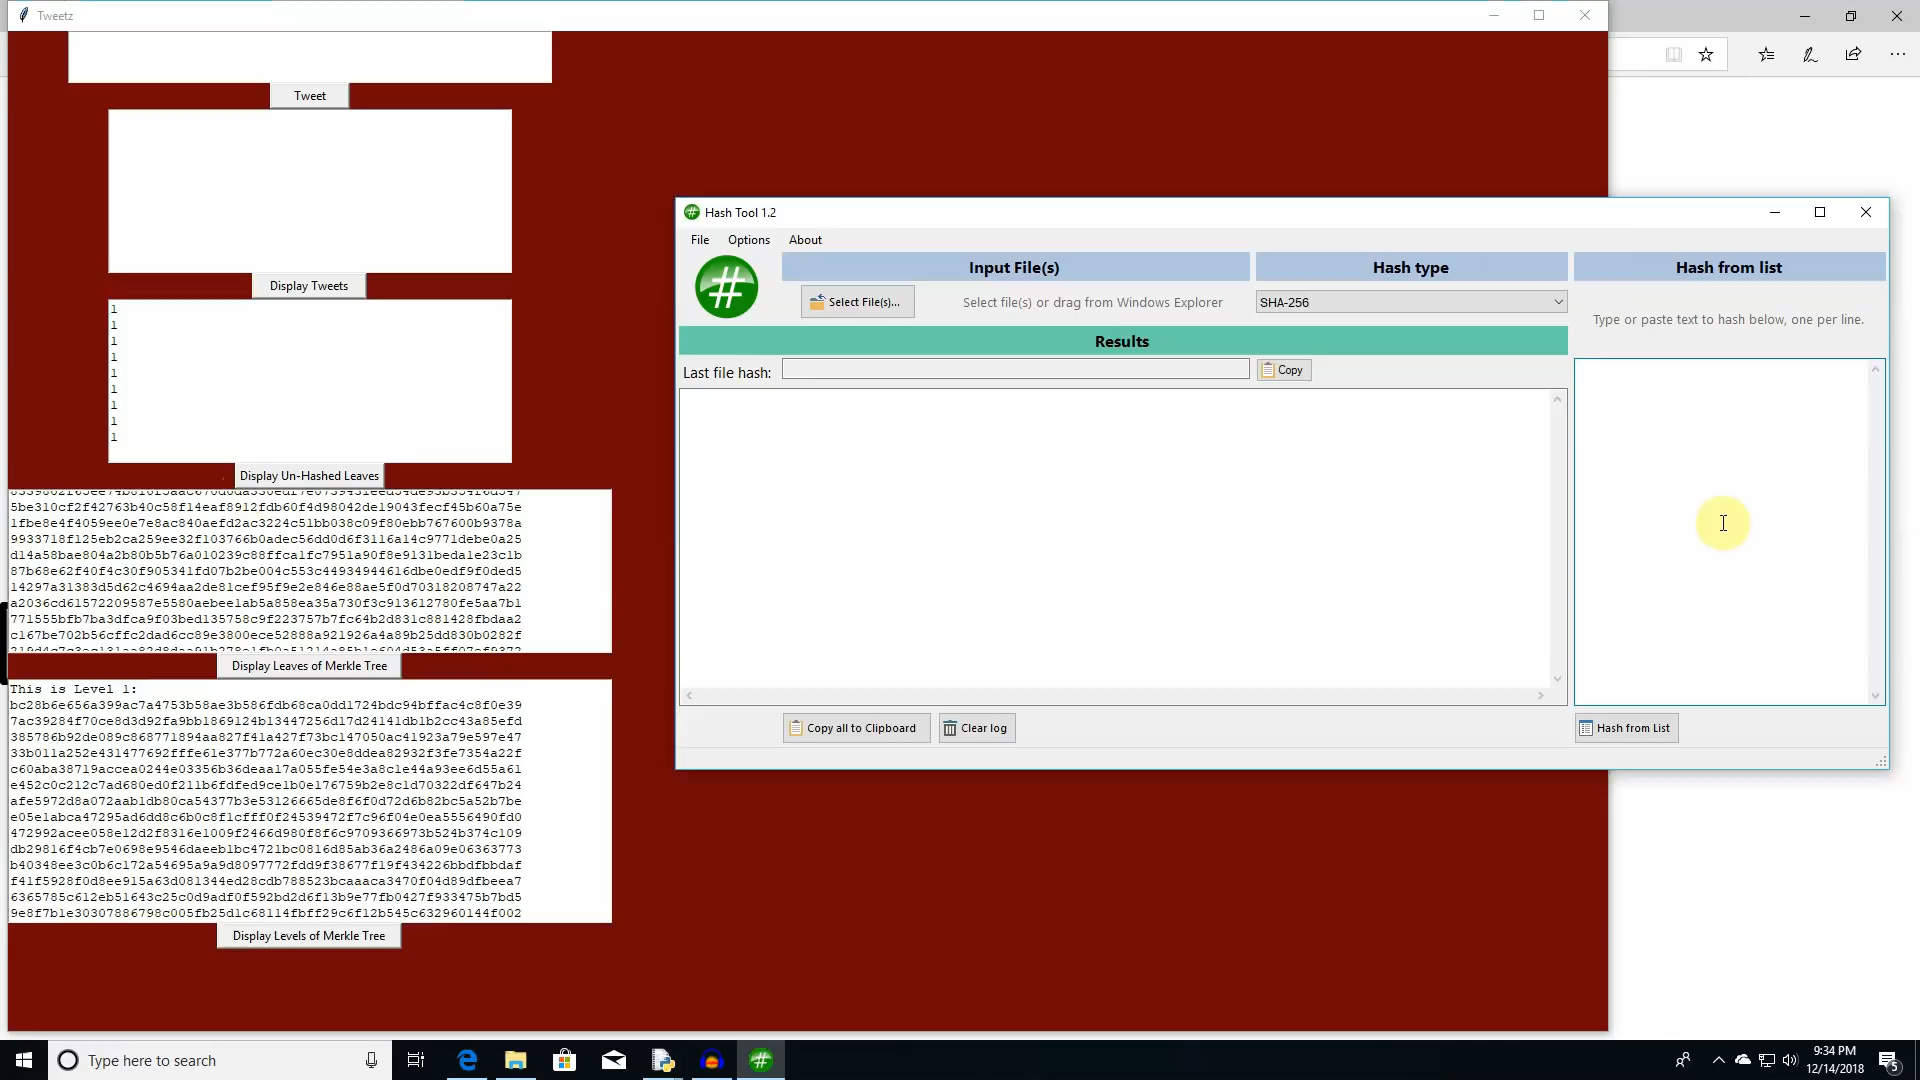 Tweetz
Tweet
Display Tweets
1
1
1
1
1
1
1
1
1
Display Un-Hashed Leaves
5be310cf2f42763b40c58f14eaf8912fdb60f4d98042de19043fecf45b60a75e
1fbe8e4f4059ee0e7e8ac840aefd2ac3224c51bb038c09f80ebb767600b9378a
9933718f125eb2ca259ee32f103766b0adec56dd0d6f3116a14c9771debe0a25
d14a58bae804a2b80b5b76a010239c88ffca1fc7951a90f8e9131beda1e23c1b
87b68e62f40f4c30f905341fd07b2be004c553c44934944616dbe0edf9f0ded5
14297a31383d5d62c4694aa2de81cef95f9e2e846e88ae5f0d70318208747a22
a2036cd61572209587e5580aebee1ab5a858ea35a730f3c913612780fe5aa7b1
771555bfb7ba3dfca9f03bed135758c9f223757b7fc64b2d831c881428fbdaa2
c167be702b56cffc2dad6cc89e3800ece52888a921926a4a89b25dd830b0282f
Display Leaves of Merkle Tree
This is Level 1:
bc28b6e656a399ac7a4753b58ae3b586fdb68ca0dd1724bdc94bffac4c8f0e39
7ac39284f70ce8d3d92fa9bb1869124b13447256d17d24141db1b2cc43a85efd
385786b92de089c868771894aa827f41a427f73bc147050ac41923a79e597e47
33b011a252e431477692fffe61e377b772a60ec30e8ddea82932f3fe7354a22f
c60aba38719accea0244e03356b36deaa17a055fe54e3a8c1e44a93ee6d55a61
e452c0c212c7ad680ed0f211b6fdfed9ce1b0e176759b2e8c1d70322df647b24
afe5972d8a072aab1db80ca54377b3e53126665de8f6f0d72d6b82bc5a52b7be
e05e1abca47295ad6dd8c6b0c8f1cfff0f24539472f7c96f04e0ea5556490fd0
472992acee058e12d2f8316e1009f2466d980f8f6c9709366973b524b374c109
db29816f4cb7e0698e9546daeeb1bc4721bc0816d85ab36a2486a09e06363773
b40348ee3c0b6c172a54695a9a9d8097772fdd9f38677f19f434226bbdfbbdaf
f41f5928f0d8ee915a63d081344ed28cdb788523bcaaaca3470f04d89dfbeea7
6365785c612eb51643c25c0d9adf0f592bd2d6f13b9e77fb0427f933475b7bd5
9e8f7b1e30307886798c005fb25d1c68114fbff29c6f12b545c632960144f002
Display Levels of Merkle Tree
Hash Tool 1.2
File Options About
Input File(s) Hash type Hash from list
Select File(s)... Select file(s) or drag from Windows Explorer SHA-256
Type or paste text to hash below, one per line.
Results
Last file hash: Copy
Copy all to Clipboard Clear log Hash from List
Type here to search
9:34 PM
12/14/2018
5